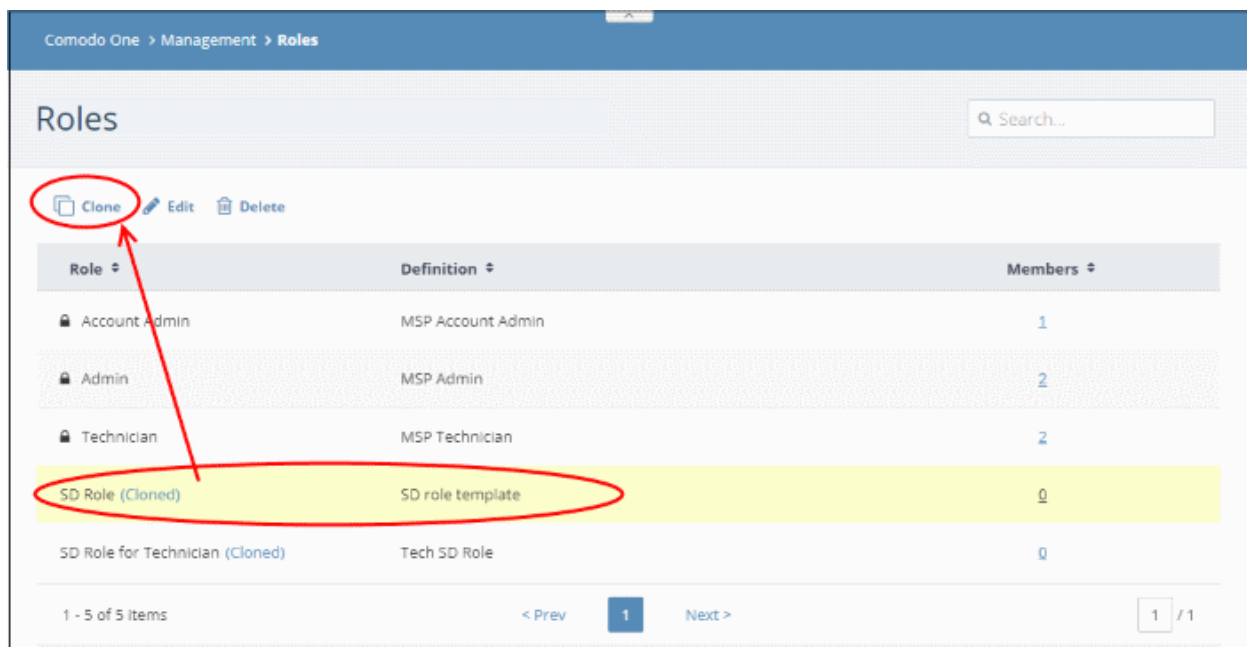 Comodo One > Management > Roles
Roles
Search...
Clone Edit Delete
Role Definition Members
Account Admin MSP Account Admin 1
Admin MSP Admin 2
Technician MSP Technician 2
SD Role (Cloned) SD role template 0
SD Role for Technician (Cloned) Tech SD Role 0
1 - 5 of 5 items < Prev 1 Next > 1 / 1